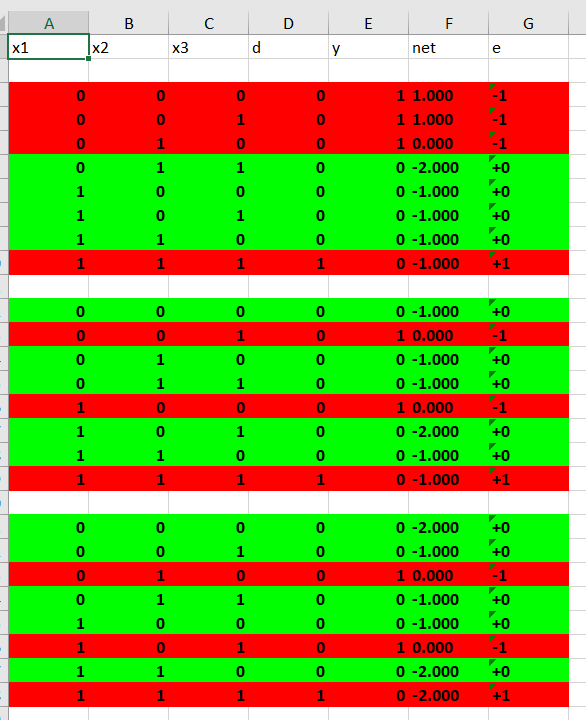 A B C D E F G
x1 x2 x3 d y net e
0 0 0 0 1 1.000 -1
0 0 1 0 1 1.000 -1
0 1 0 0 1 0.000 -1
0 1 1 0 0 -2.000 +0
1 0 0 0 0 -1.000 +0
1 0 1 0 0 -1.000 +0
1 1 0 0 0 -1.000 +0
1 1 1 1 0 -1.000 +1
0 0 0 0 0 -1.000 +0
0 0 1 0 1 0.000 -1
0 1 0 0 0 -1.000 +0
0 1 1 0 0 -1.000 +0
1 0 0 0 1 0.000 -1
1 0 1 0 0 -2.000 +0
1 1 0 0 0 -1.000 +0
1 1 1 1 0 -1.000 +1
0 0 0 0 0 -2.000 +0
0 0 1 0 0 -1.000 +0
0 1 0 0 1 0.000 -1
0 1 1 0 0 -1.000 +0
1 0 0 0 0 -1.000 +0
1 0 1 0 1 0.000 -1
1 1 0 0 0 -2.000 +0
1 1 1 1 0 -2.000 +1